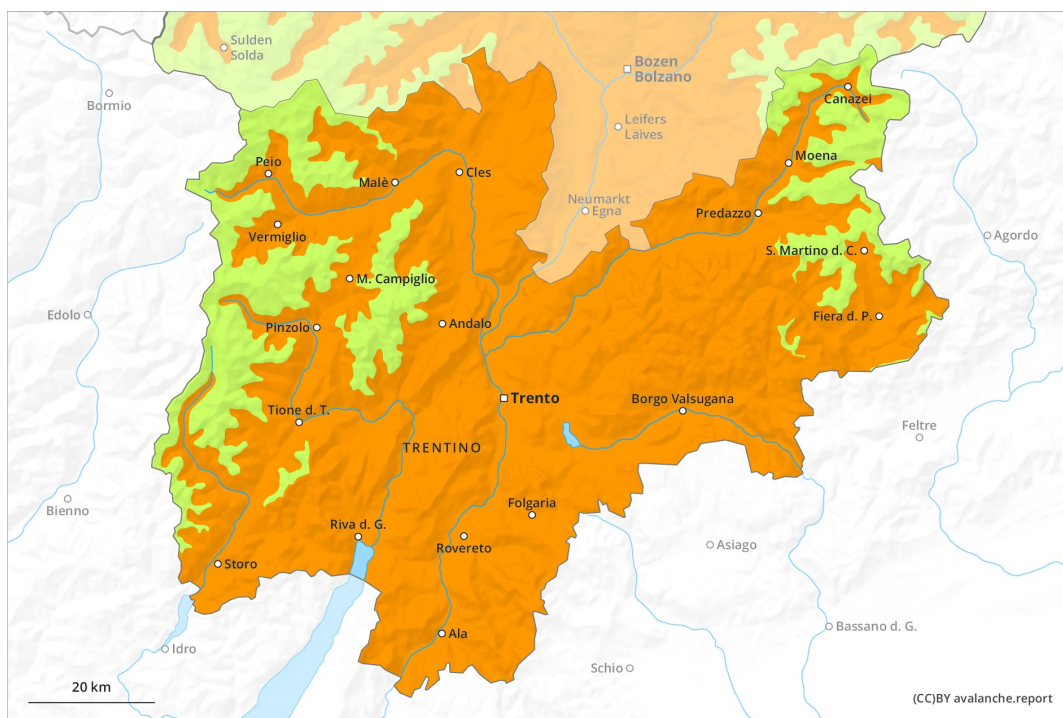 Sulden
Solda
Bozen
Bolzano
Bormio
Canazei
Leifers
Laives
Peio
Malè
Cles
Moena
Neumarkt
Egna
Predazzo
Vermiglio
Agordo
S. Martino d. C.
M. Campiglio
Edolo
Pinzolo
Andalo
Fiera d. P.
Trento
Borgo Valsugana
Tione d. T.
Feltre
TRENTINO
Bienno
Folgaria
Riva d. G.
Rovereto
Asiago
Storo
Bassano d. G.
Ala
Idro
Schio
20 km
(CC)BY avalanche.report